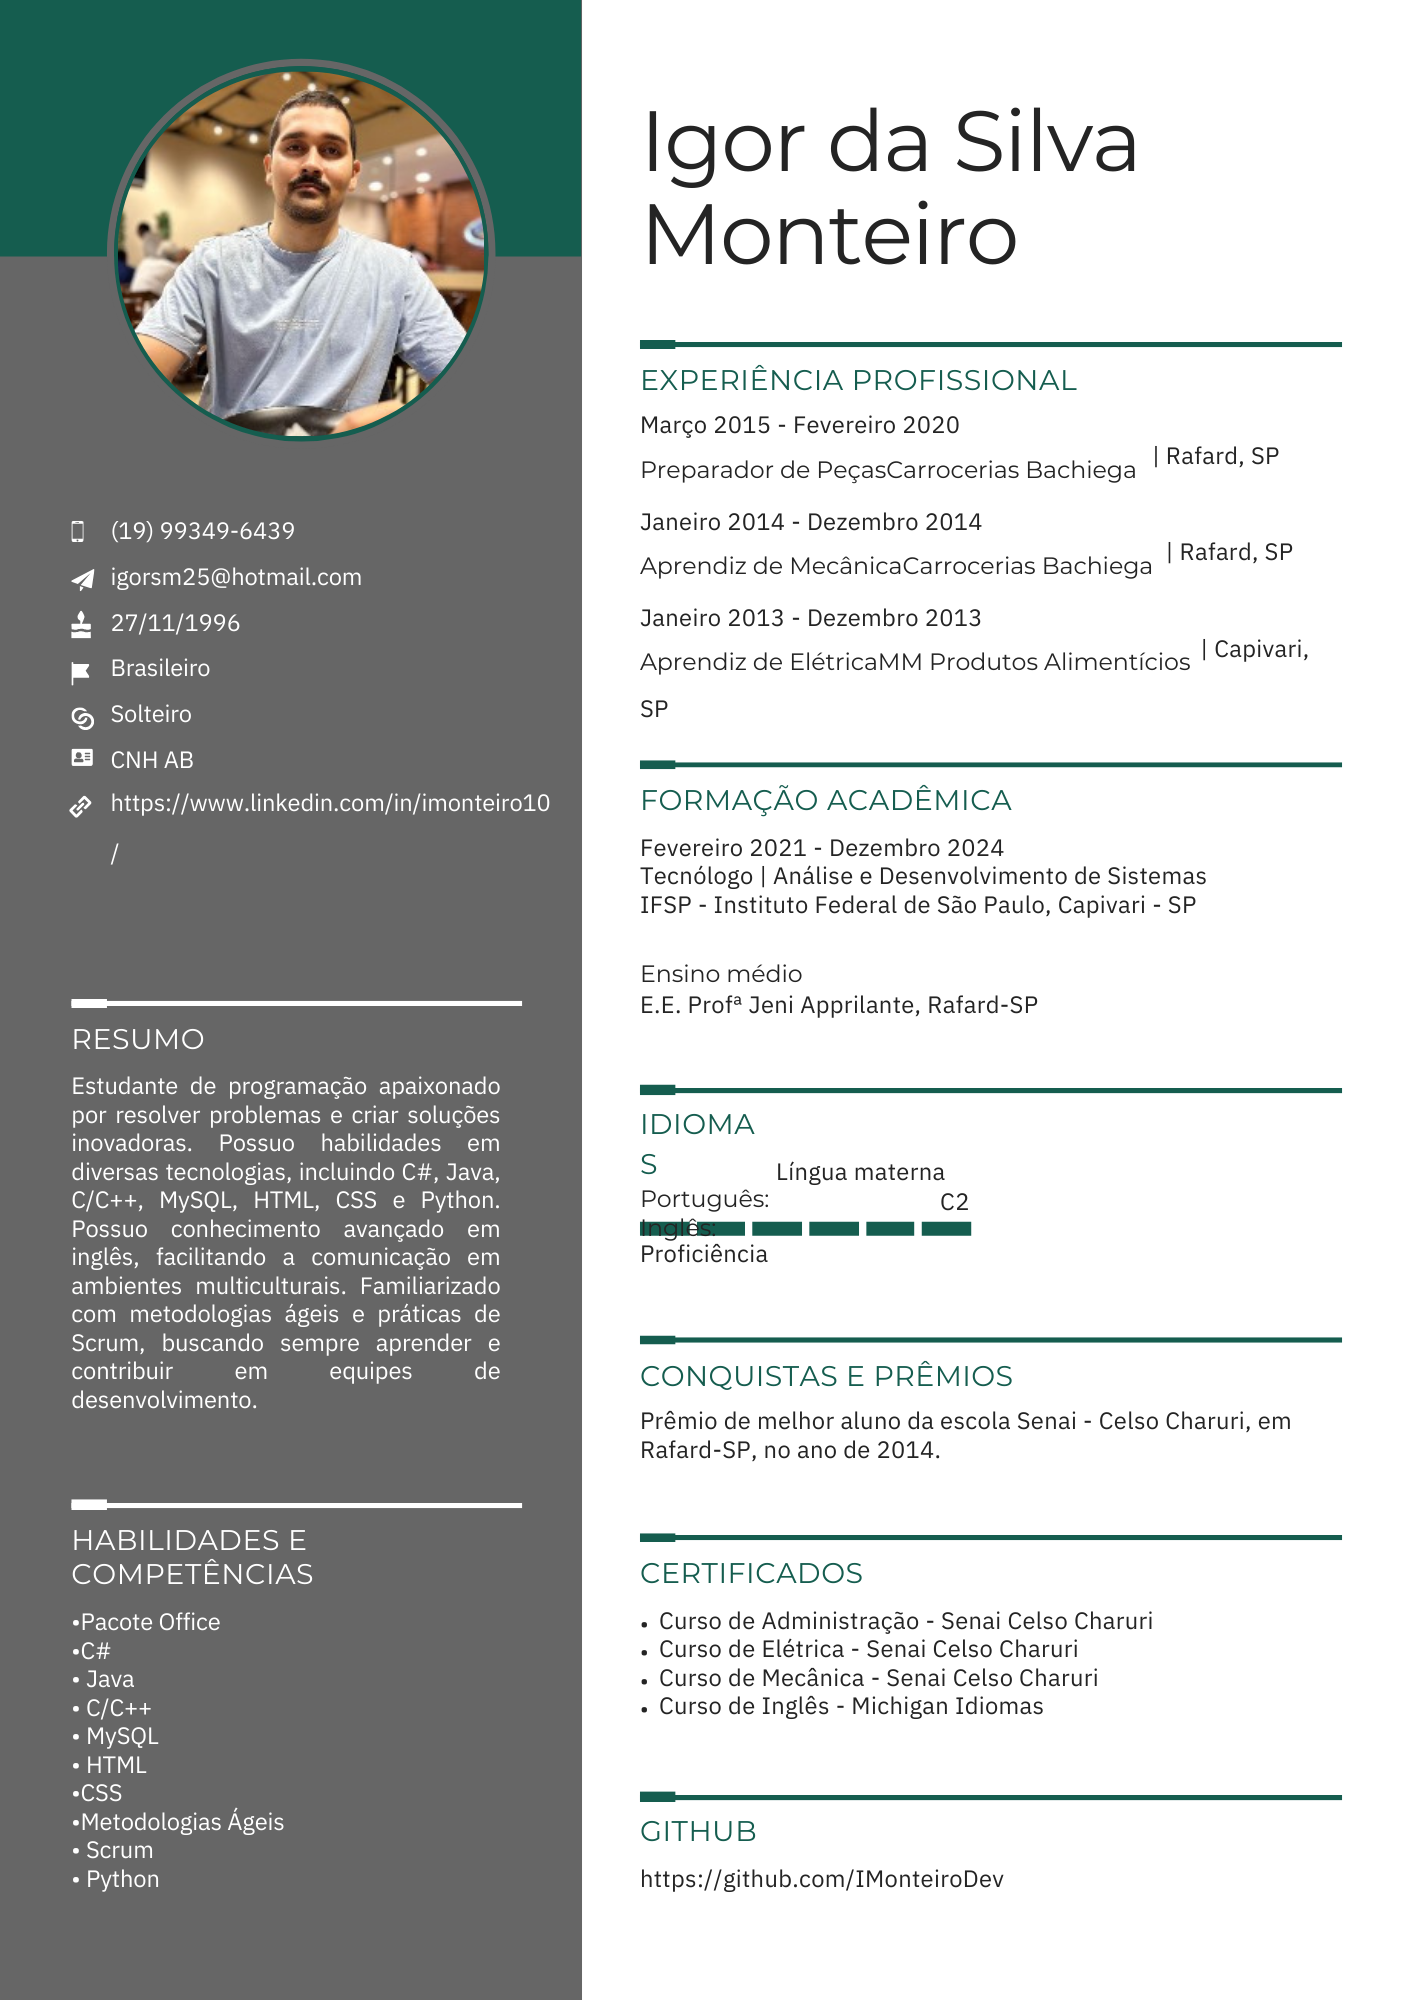 Igor da Silva
Monteiro
(19) 99349-6439
igorsm25@hotmail.com
27/11/1996
Brasileiro
Solteiro
CNH AB
https://www.linkedin.com/in/imonteiro10
/
RESUMO
Estudante de programação apaixonado
por resolver problemas e criar soluções
inovadoras. Possuo habilidades em
diversas tecnologias, incluindo C#, Java,
C/C++, MySQL, HTML, CSS e Python.
Possuo conhecimento avançado em
inglês, facilitando a comunicação em
ambientes multiculturais. Familiarizado
com metodologias ágeis e práticas de
Scrum, buscando sempre aprender e
contribuir em equipes de
desenvolvimento.
HABILIDADES E
COMPETÊNCIAS
•Pacote Office
•C#
• Java
• C/C++
• MySQL
• HTML
•CSS
•Metodologias Ágeis
• Scrum
• Python
EXPERIÊNCIA PROFISSIONAL
Março 2015 - Fevereiro 2020
Preparador de PeçasCarrocerias Bachiega | Rafard, SP
Janeiro 2014 - Dezembro 2014
Aprendiz de MecânicaCarrocerias Bachiega | Rafard, SP
Janeiro 2013 - Dezembro 2013
Aprendiz de ElétricaMM Produtos Alimentícios | Capivari,
SP
FORMAÇÃO ACADÊMICA
Fevereiro 2021 - Dezembro 2024
Tecnólogo | Análise e Desenvolvimento de Sistemas
IFSP - Instituto Federal de São Paulo, Capivari - SP
Ensino médio
E.E. Profª Jeni Apprilante, Rafard-SP
IDIOMA
S
Português: Língua materna
Inglês: C2
Proficiência
CONQUISTAS E PRÊMIOS
Prêmio de melhor aluno da escola Senai - Celso Charuri, em
Rafard-SP, no ano de 2014.
CERTIFICADOS
• Curso de Administração - Senai Celso Charuri
• Curso de Elétrica - Senai Celso Charuri
• Curso de Mecânica - Senai Celso Charuri
• Curso de Inglês - Michigan Idiomas
GITHUB
https://github.com/IMonteiroDev